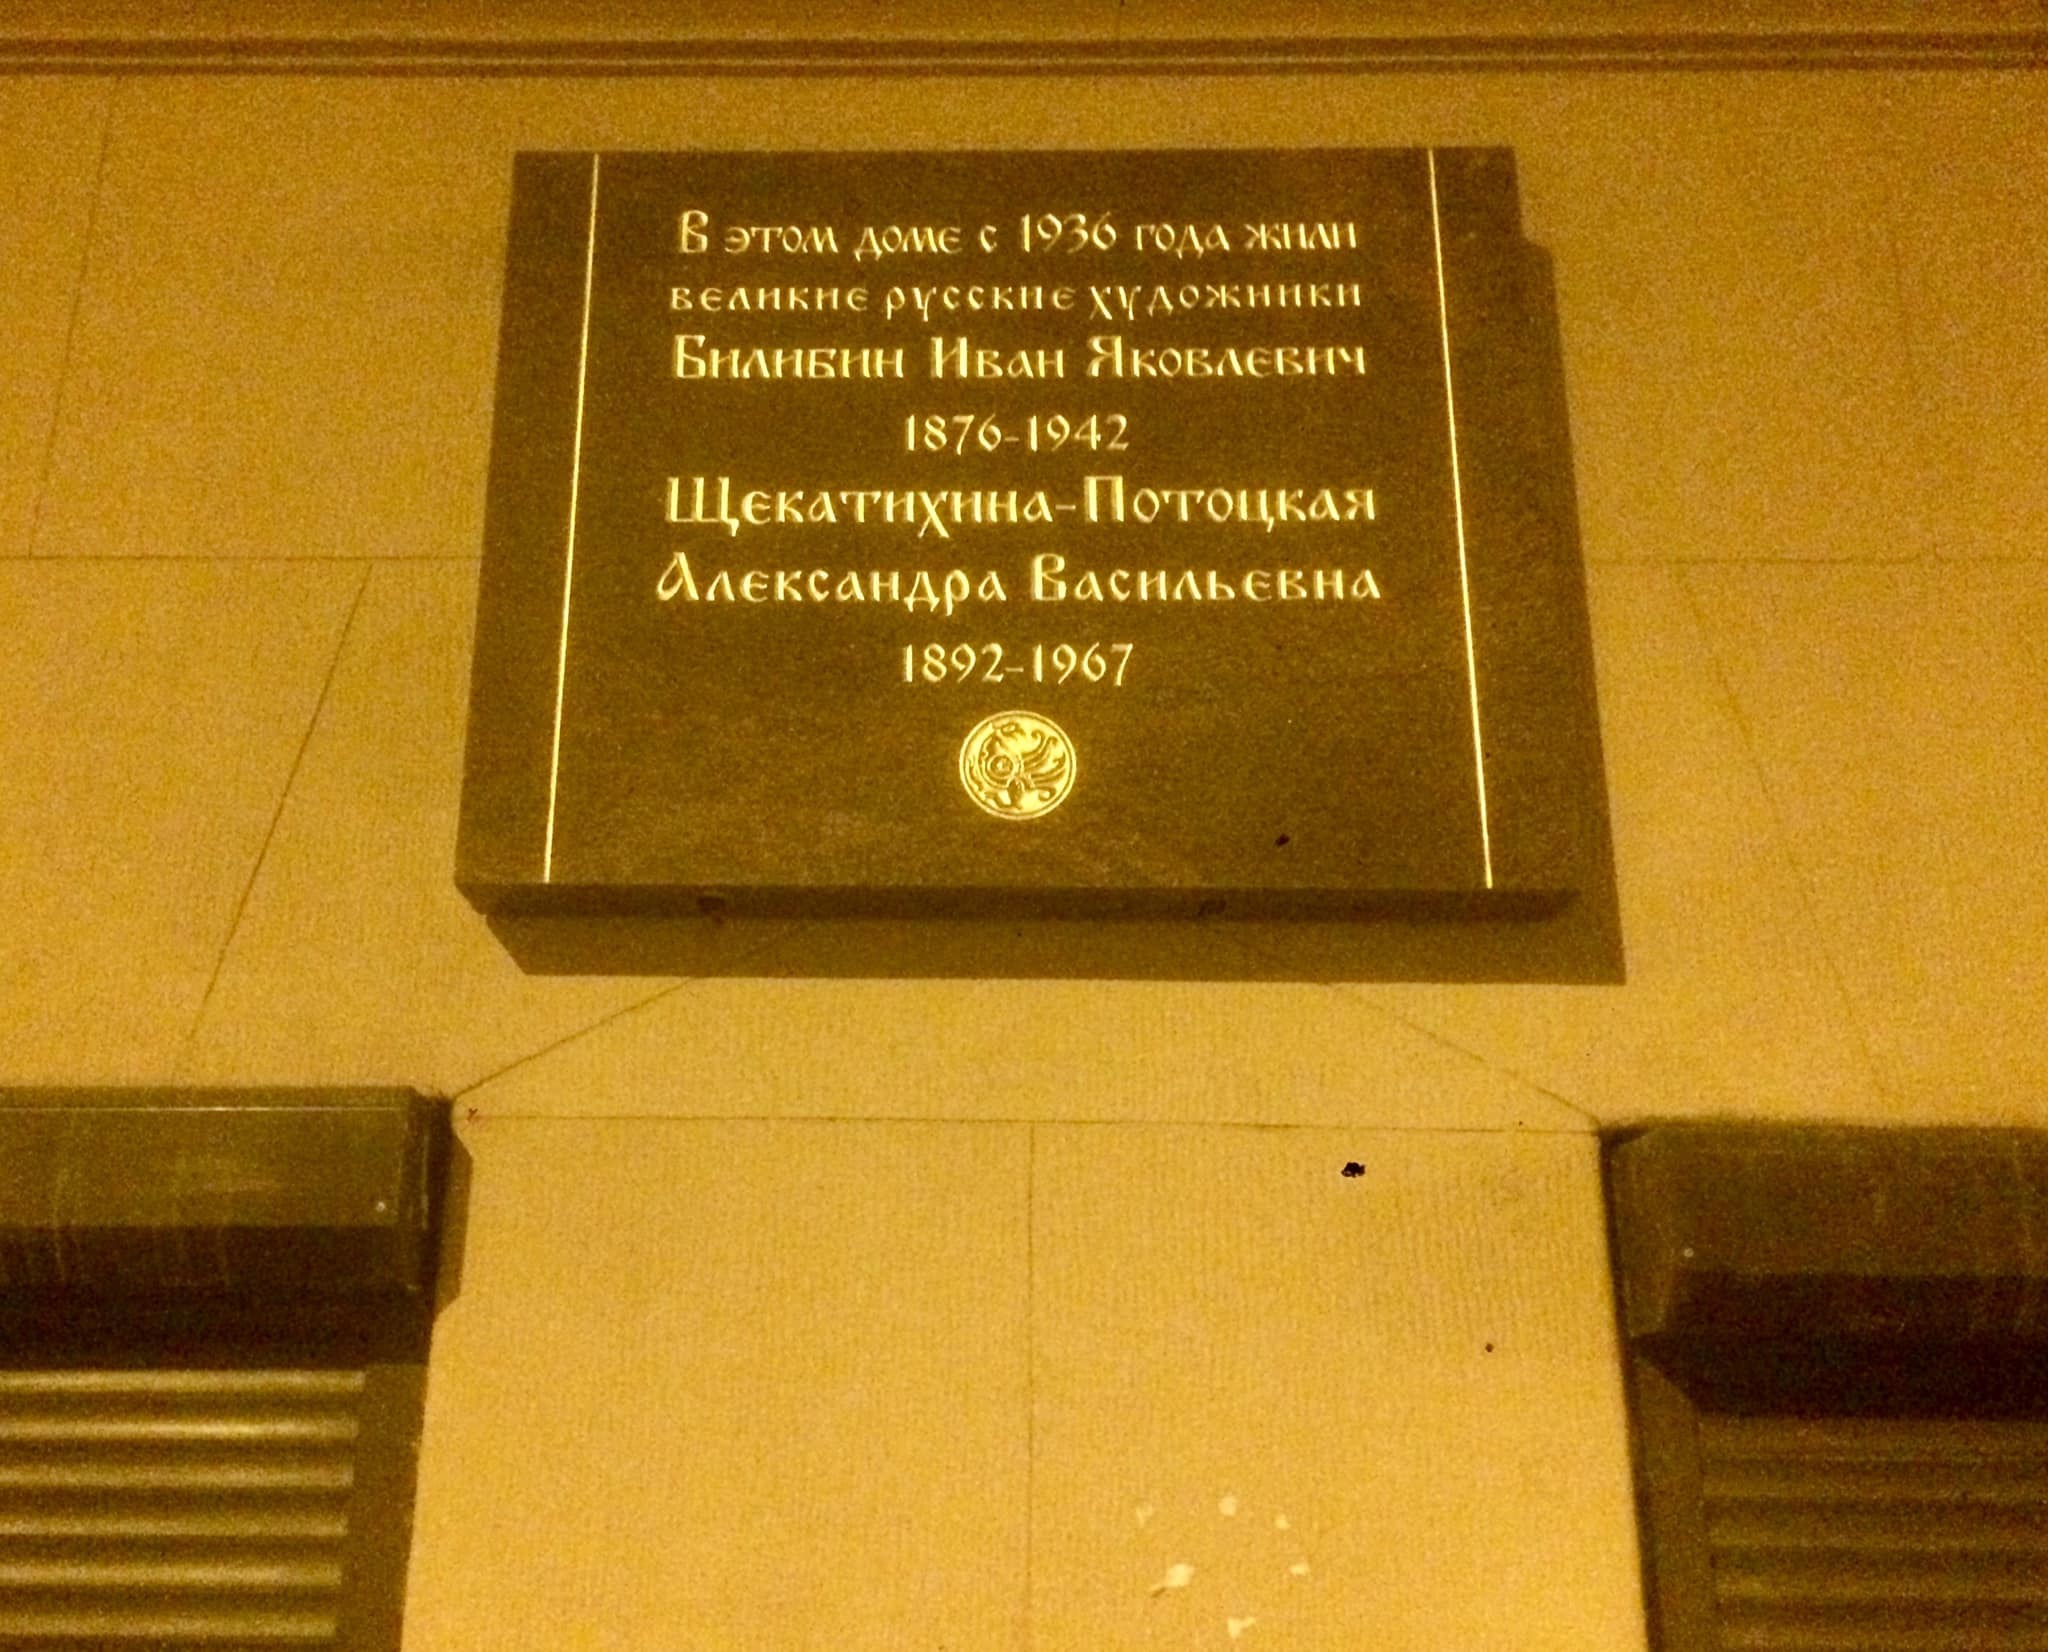 В этом доме с 1936 года жили
великие русские художники
Билибин Иван Яковлевич
1876-1942
Щекатихина-Потоцкая
Александра Васильевна
1892-1967